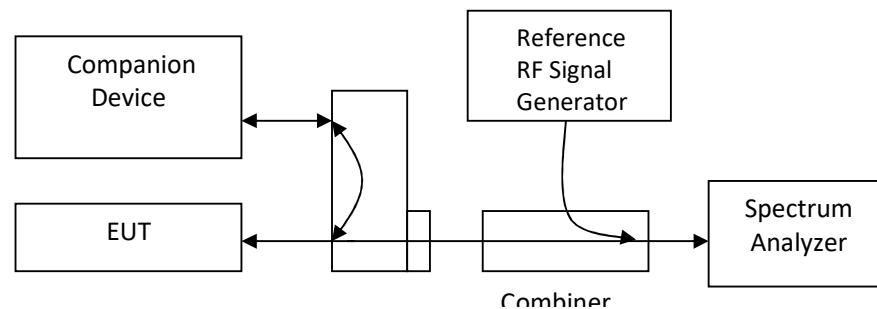 Companion
Device
Reference
RF Signal
Generator
EUT
Spectrum
Analyzer
Combiner